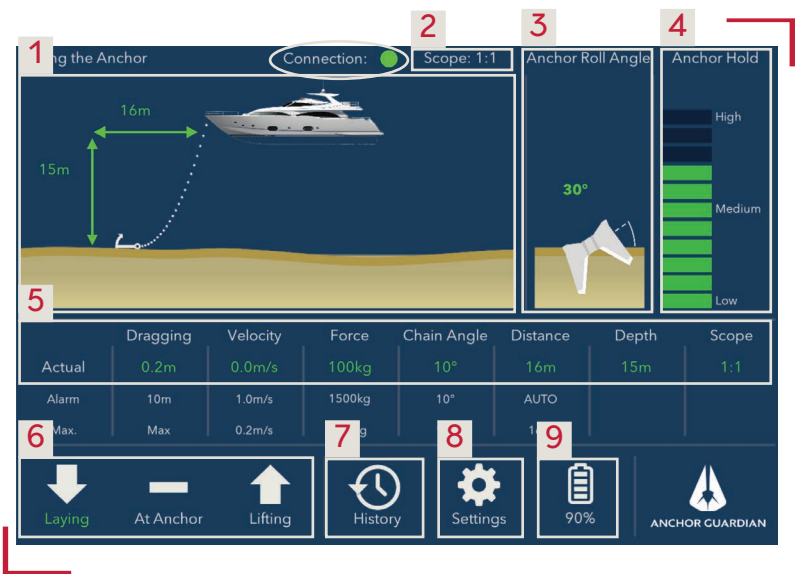 1 2 3 4
ng the Anchor Connection: Scope: 1:1 Anchor Roll Angle Anchor Hold
16m
15m
30°
High
Medium
Low
5
Dragging Velocity Force Chain Angle Distance Depth Scope
Actual 0.2m 0.0m/s 100kg 10° 16m 15m 1:1
Alarm 10m 1.0m/s 1500kg 10° AUTO
Max. Max 0.2m/s
6 7 8 9
Laying At Anchor Lifting History Settings 90% ANCHOR GUARDIAN